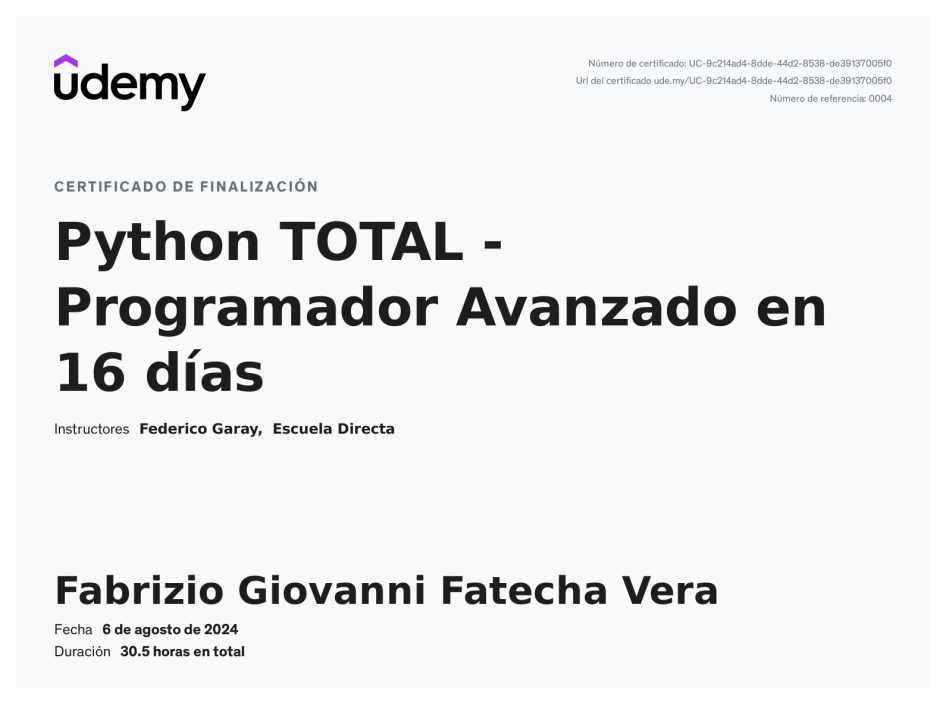 udemy
Número de certificado: UC-9c214ad4-8dde-44d2-8538-de39137005f0
Url del certificado ude.my/UC-9c214ad4-8dde-44d2-8538-de39137005f0
Número de referencia: 0004
CERTIFICADO DE FINALIZACIÓN
Python TOTAL -
Programador Avanzado en
16 días
Instructores Federico Garay, Escuela Directa
Fabrizio Giovanni Fatecha Vera
Fecha 6 de agosto de 2024
Duración 30.5 horas en total